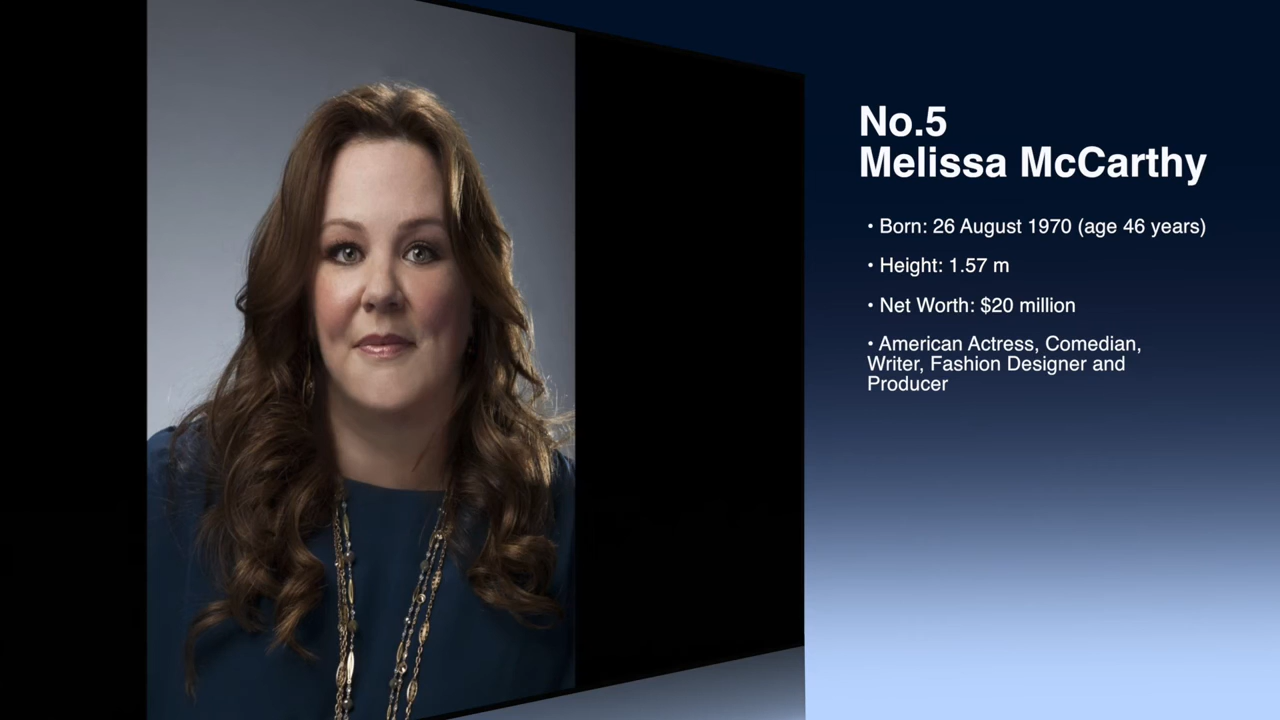 No.5
Melissa McCarthy
• Born: 26 August 1970 (age 46 years)
• Height: 1.57 m
• Net Worth: $20 million
• American Actress, Comedian,
Writer, Fashion Designer and
Producer